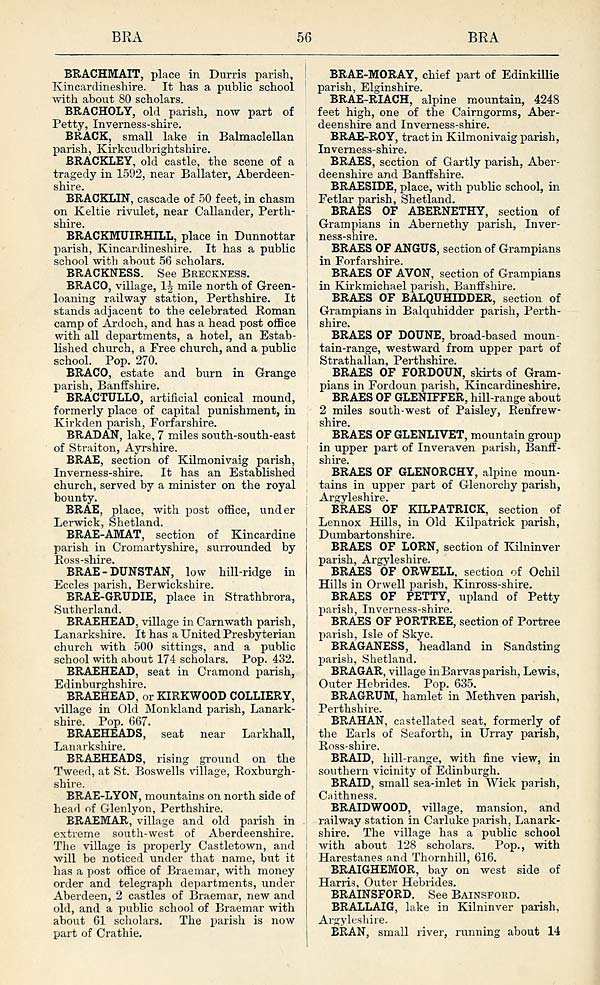 BRA 56 BRA
BRACHMAIT, place in Durris parish,
Kincardineshire. It has a public school
with about 80 scholars.
BRACHOLY, old parish, now part of
Petty, Inverness-shire.
BRACK, small lake in Balmaclellan
parish, Kirkcudbrightshire.
BRACKLEY, old castle, the scene of a
tragedy in 1592, near Ballater, Aberdeen-
shire.
BRACKLIN, cascade of 50 feet, in chasm
on Keltie rivulet, near Callander, Perth-
shire.
BRACKMUIRHILL, place in Dunnottar
parish, Kincardineshire. It has a public
school with about 56 scholars.
BRACKNESS. See BRECKNESS.
BRACO, village, 1½ mile north of Green-
loaning railway station, Perthshire. It
stands adjacent to the celebrated Roman
camp of Ardoch, and has a head post office
with all departments, a hotel, an Estab-
lished church, a Free church, and a public
school. Pop. 270.
BRACO, estate and burn in Grange
parish, Banffshire.
BRACTULLO, artificial conical mound,
formerly place of capital punishment, in
Kirkden parish, Forfarshire.
BRADAN, lake, 7 miles south-south-east
of Straiton, Ayrshire.
BRAE, section of Kilmonivaig parish,
Inverness-shire. It has an Established
church, served by a minister on the royal
bounty.
BRAE, place, with post office, under
Lerwick, Shetland.
BRAE-AMAT, section of Kincardine
parish in Cromartyshire, surrounded by
Ross-shire.
BRAE-DUNSTAN, low hill-ridge in
Eccles parish, Berwickshire.
BRAE-GRUDIE, place in Strathbrora,
Sutherland.
BRAEHEAD, village in Carnwath parish,
Lanarkshire. It has a United Presbyterian
church with 500 sittings, and a public
school with about 174 scholars. Pop. 432.
BRAEHEAD, seat in Cramond parish,
Edinburghshire.
BRAEHEAD, or KIRKWOOD COLLIERY,
village in Old Monkland parish, Lanark-
shire. Pop. 667.
BRAEHEADS, seat near Larkhall,
Lanarkshire.
BRAEHEADS, rising ground on the
Tweed, at St. Boswells village, Roxburgh-
shire.
BRAE-LYON, mountains on north side of
head of Glenlyon, Perthshire.
BRAEMAR, village and old parish in
extreme south-west of Aberdeenshire.
The village is properly Castletown, and
will be noticed under that name, but it
has a post office of Braemar, with money
order and telegraph departments, under
Aberdeen, 2 castles of Braemar, new and
old, and a public school of Braemar with
about 61 scholars. The parish is now
part of Crathie.
BRAE-MORAY, chief part of Edinkillie
parish, Elginshire.
BRAE-RIACH, alpine mountain, 4248
feet high, one of the Cairngorms, Aber-
deenshire and Inverness-shire.
BRAE-ROY, tract in Kilmonivaig parish,
Inverness-shire.
BRAES, section of Gartly parish, Aber-
deenshire and Banffshire.
BRAESIDE, place, with public school, in
Fetlar parish, Shetland.
BRAES OF ABERNETHY, section of
Grampians in Abernethy parish, Inver-
ness-shire.
BRAES OF ANGUS, section of Grampians
in Forfarshire.
BRAES OF AVON, section of Grampians
in Kirkmichael parish, Banffshire.
BRAES OF BALQUHIDDER, section of
Grampians in Balquhidder parish, Perth-
shire.
BRAES OF DOUNE, broad-based moun-
tain-range, westward from upper part of
Strathallan, Perthshire.
BRAES OF FORDOUN, skirts of Gram-
pians in Fordoun parish, Kincardineshire.
BRAES OF GLENIFFER, hill-range about
2 miles south-west of Paisley, Renfrew-
shire.
BRAES OF GLENLIVET, mountain group
in upper part of Inveraven parish, Banff-
shire.
BRAES OF GLENORCHY, alpine moun-
tains in upper part of Glenorchy parish,
Argyleshire.
BRAES OF KILPATRICK, section of
Lennox Hills, in Old Kilpatrick parish,
Dumbartonshire.
BRAES OF LORN, section of Kilninver
parish, Argyleshire.
BRAES OF ORWELL, section of Ochil
Hills in Orwell parish, Kinross-shire.
BRAES OF PETTY, upland of Petty
parish, Inverness-shire.
BRAES OF PORTREE, section of Portree
parish, Isle of Skye.
BRAGANESS, headland in Sandsting
parish, Shetland.
BRAGAR, village in Barvas parish, Lewis,
Outer Hebrides. Pop. 635.
BRAGRUM, hamlet in Methven parish,
Perthshire.
BRAHAN, castellated seat, formerly of
the Earls of Seaforth, in Urray parish,
Ross-shire.
BRAID, hill-range, with fine view, in
southern vicinity of Edinburgh.
BRAID, small sea-inlet in Wick parish,
Caithness.
BRAIDWOOD, village, mansion, and
railway station in Carluke parish, Lanark-
shire. The village has a public school
with about 128 scholars. Pop., with
Harestanes and Thornhill, 616.
BRAIGHEMOR, bay on west side of
Harris, Outer Hebrides.
BRAINSFORD. See BAINSFORD.
BRALLAIG, lake in Kilninver parish,
Argyleshire.
BRAN, small river, running about 14